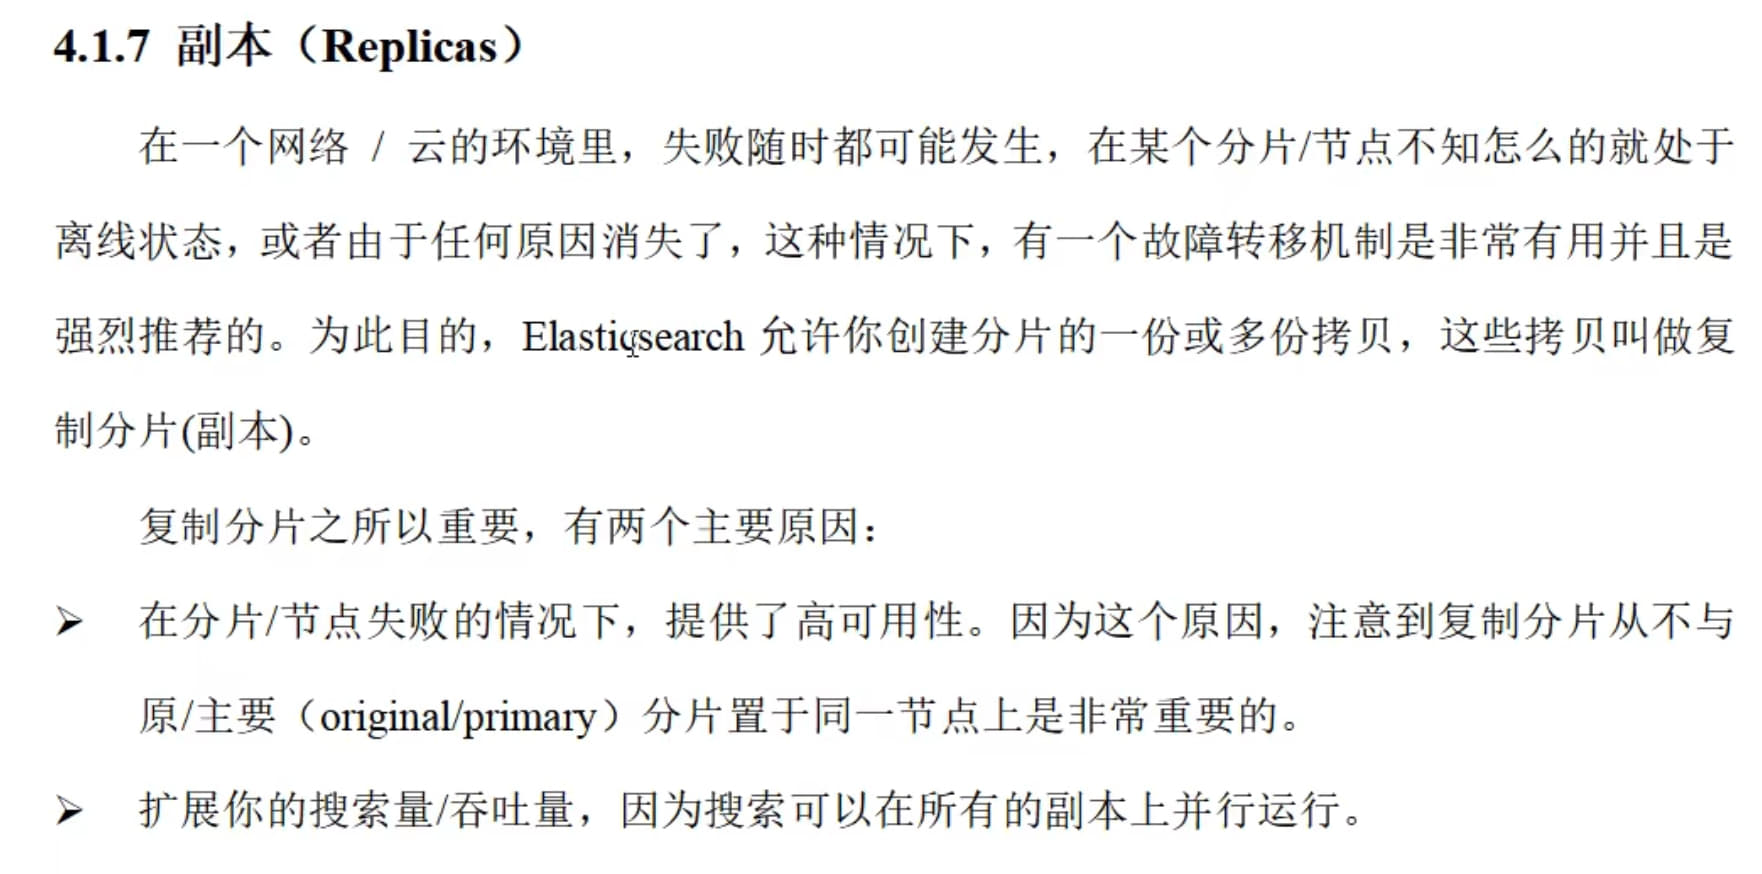 4.1.7 副本（Replicas）
在一个网络 / 云的环境里，失败随时都可能发生，在某个分片/节点不知怎么的就处于
离线状态，或者由于任何原因消失了，这种情况下，有一个故障转移机制是非常有用并且是
强烈推荐的。为此目的，Elasticsearch 允许你创建分片的一份或多份拷贝，这些拷贝叫做复
制分片(副本)。
复制分片之所以重要，有两个主要原因：
➢ 在分片/节点失败的情况下，提供了高可用性。因为这个原因，注意到复制分片从不与
原/主要（original/primary）分片置于同一节点上是非常重要的。
➢ 扩展你的搜索量/吞吐量，因为搜索可以在所有的副本上并行运行。